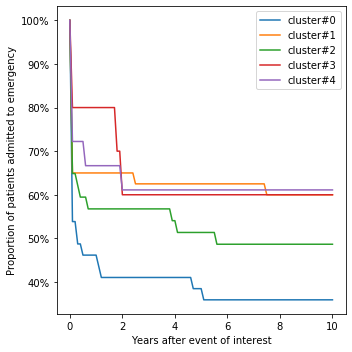 cluster#0
cluster#1
cluster#2
cluster#3
cluster#4
100%
90%
80%
70%
60%
50%
40%
Proportion of patients admitted to emergency
0 2 4 6 8 10
Years after event of interest